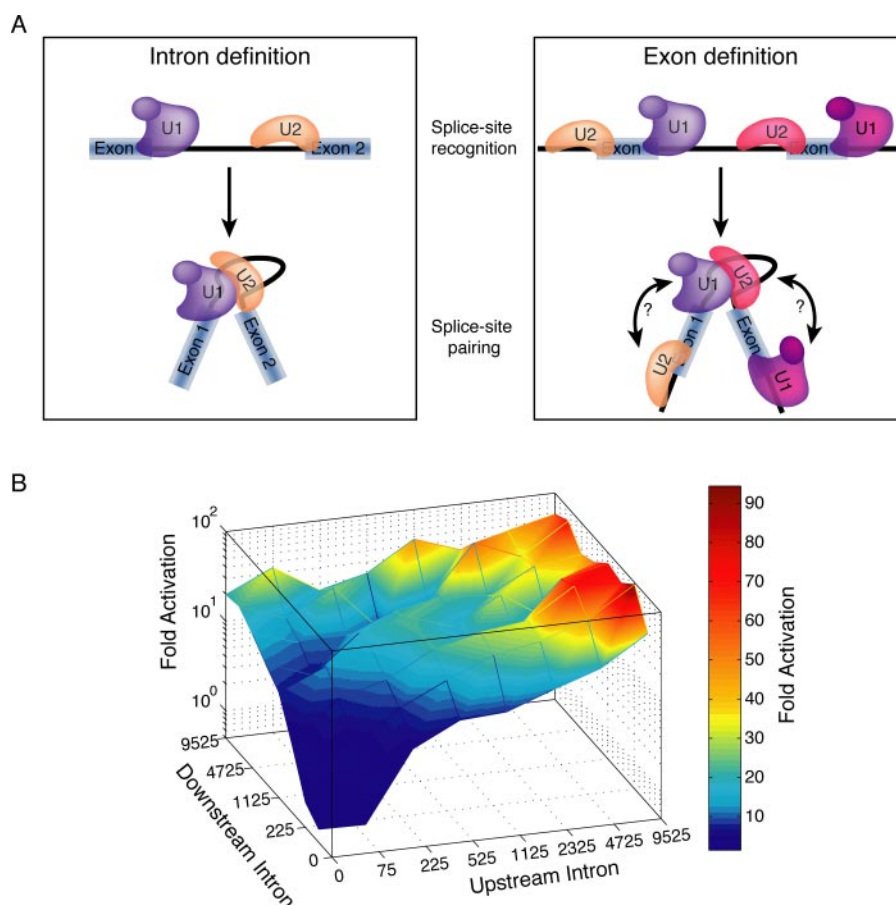 A
Intron definition
Exon definition
U1
U2
Exon
Exon 2
Splice-site
recognition
U2
U1
U2
U1
Exon
Exon
U1
U2
Exon 1
Exon 2
Splice-site
pairing
U1
U2
?
?
Exon 1
Exon
U2
U1
B
Fold Activation
10²
10¹
10⁰
9525
4725
1125
225
0
Downstream Intron
0
75
225
525
1125
2325
4725
9525
Upstream Intron
90
80
70
60
50
40
30
20
10
Fold Activation